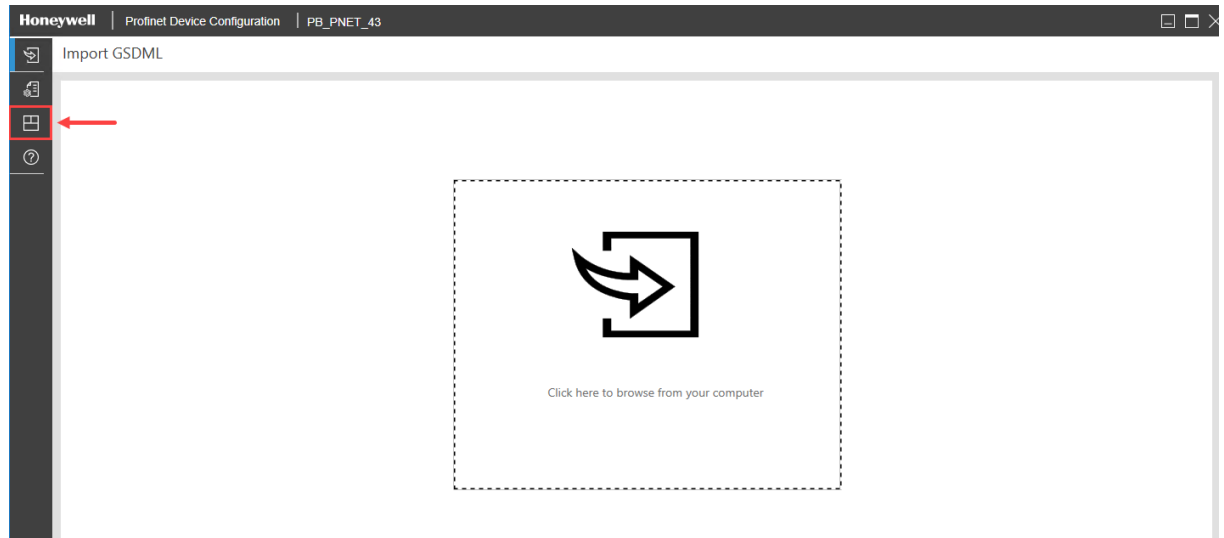 Honeywell | Profinet Device Configuration | PB_PNET_43
Import GSDML
Click here to browse from your computer